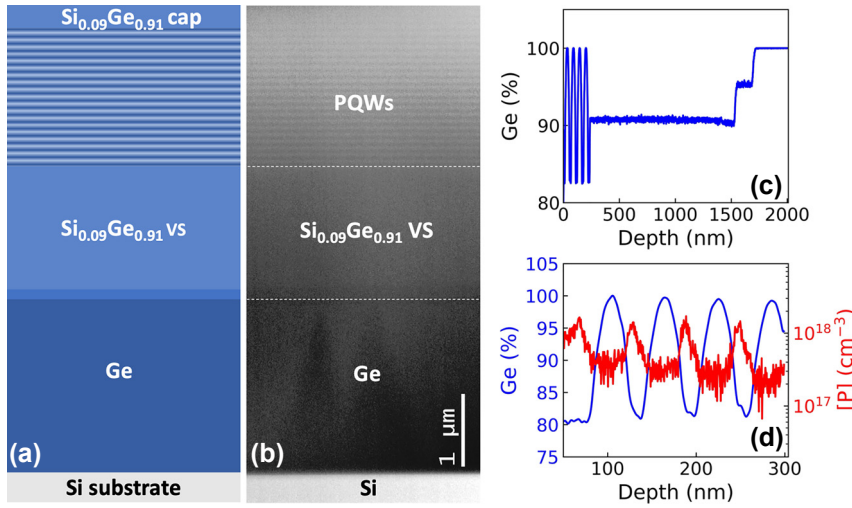 Si0.09Ge0.91 cap
Si0.09Ge0.91 VS
Ge
(a)
Si substrate
PQWs
Si0.09Ge0.91 VS
Ge
1 μm
(b)
Si
100
90
80
Ge (%)
(c)
0 500 1000 1500 2000
Depth (nm)
105
100
95
90
85
80
75
Ge (%)
10^18
10^17
[P] (cm^-3)
(d)
100 200 300
Depth (nm)